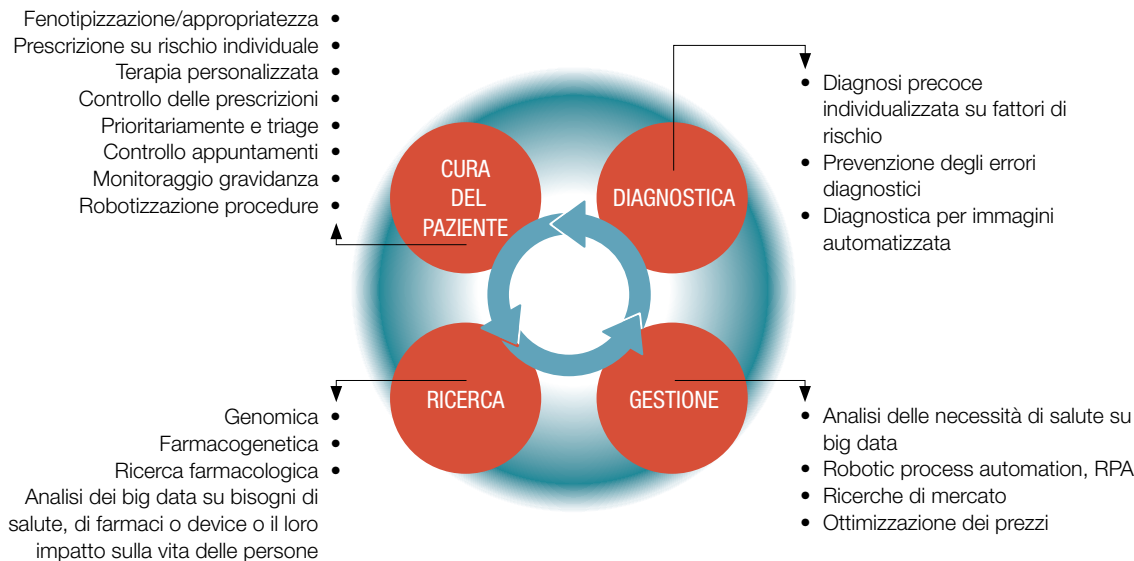 Fenotipizzazione/appropriatezza •
Prescrizione su rischio individuale •
Terapia personalizzata •
Controllo delle prescrizioni •
Prioritariamente e triage •
Controllo appuntamenti •
Monitoraggio gravidanza •
Robotizzazione procedure •
CURA
DEL
PAZIENTE
DIAGNOSTICA
• Diagnosi precoce
individualizzata su fattori di
rischio
• Prevenzione degli errori
diagnostici
• Diagnostica per immagini
automatizzata
RICERCA
GESTIONE
Genomica •
Farmacogenetica •
Ricerca farmacologica •
Analisi dei big data su bisogni di
salute, di farmaci o device o il loro
impatto sulla vita delle persone
• Analisi delle necessità di salute su
big data
• Robotic process automation, RPA
• Ricerche di mercato
• Ottimizzazione dei prezzi